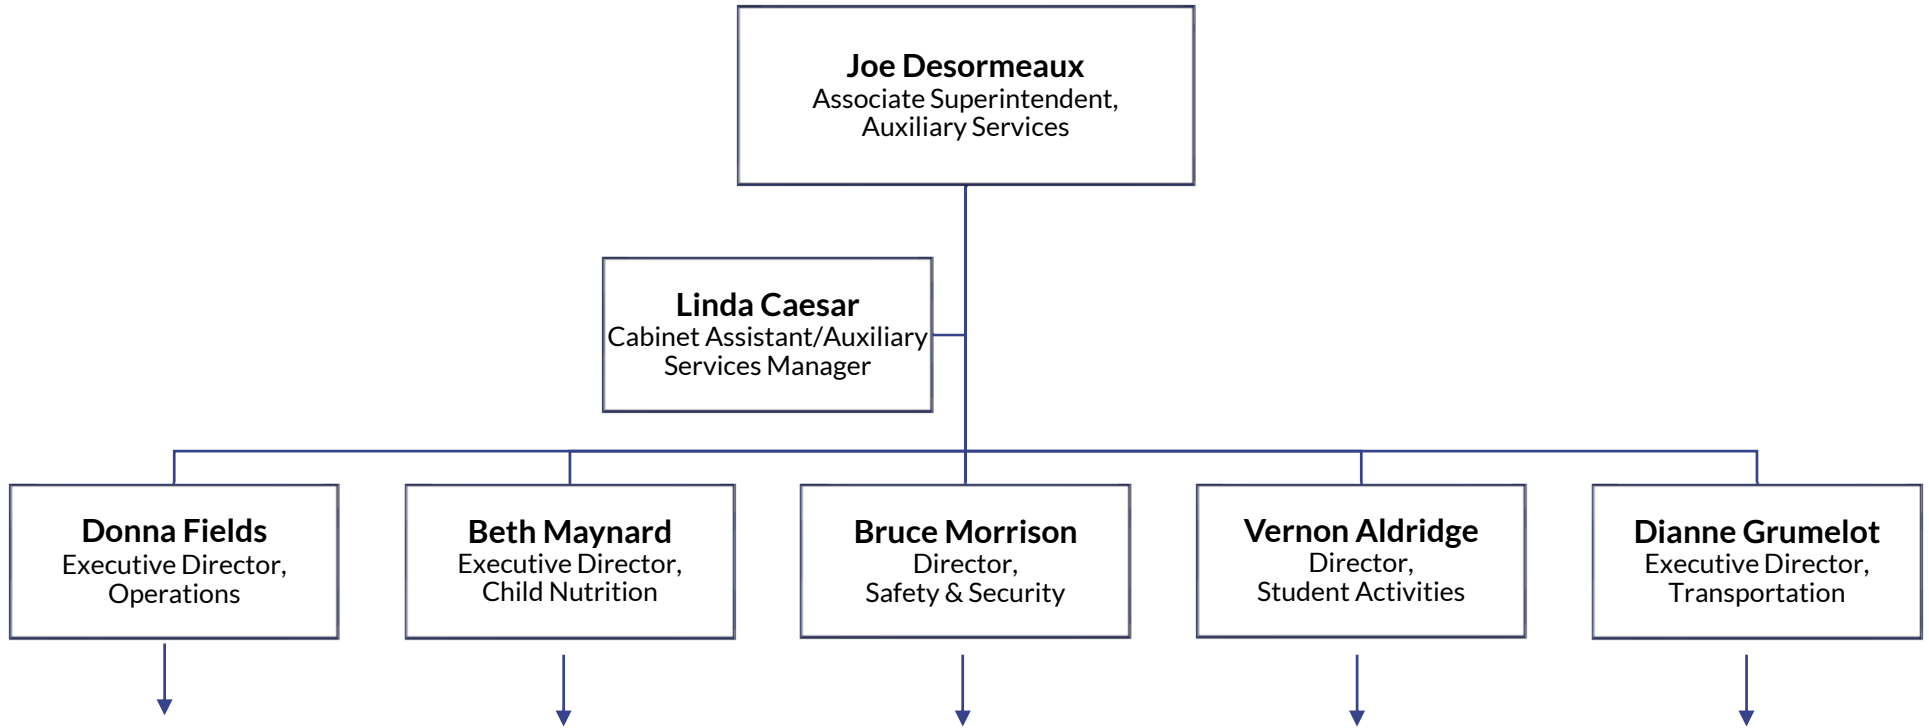 Joe Desormeaux
Associate Superintendent,
Auxiliary Services
Linda Caesar
Cabinet Assistant/Auxiliary
Services Manager
Donna Fields
Executive Director,
Operations
Beth Maynard
Executive Director,
Child Nutrition
Bruce Morrison
Director,
Safety & Security
Vernon Aldridge
Director,
Student Activities
Dianne Grumelot
Executive Director,
Transportation